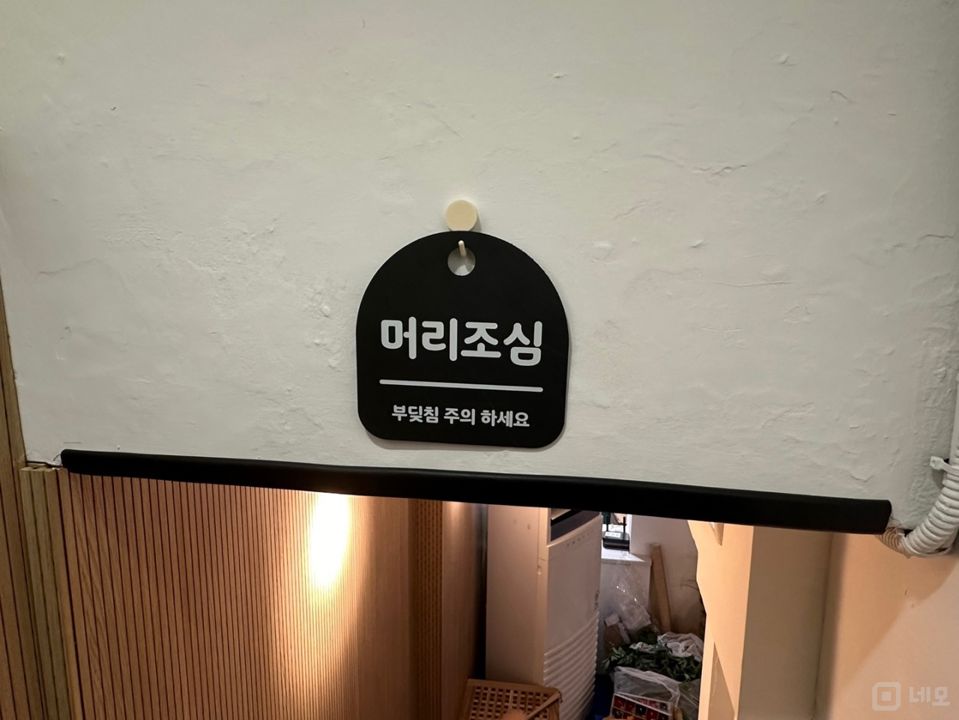 머리조심
부딪침 주의 하세요
네모